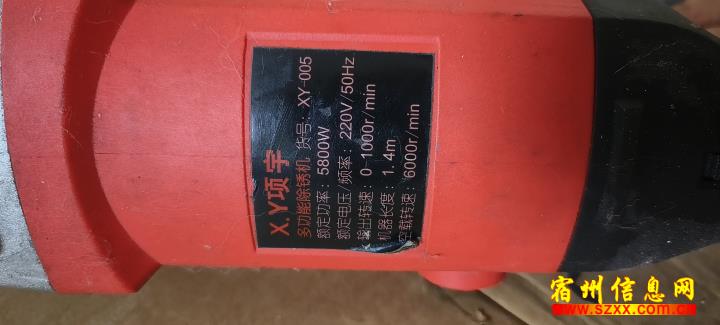 X.Y项宇
多功能除锈机 货号：XY-005
额定功率：5800W
额定电压/频率：220V/50Hz
输出转速：0-1000r/min
机器长度：1.4m
空载转速：6000r/min
宿州信息网
www.szxx.com.cn